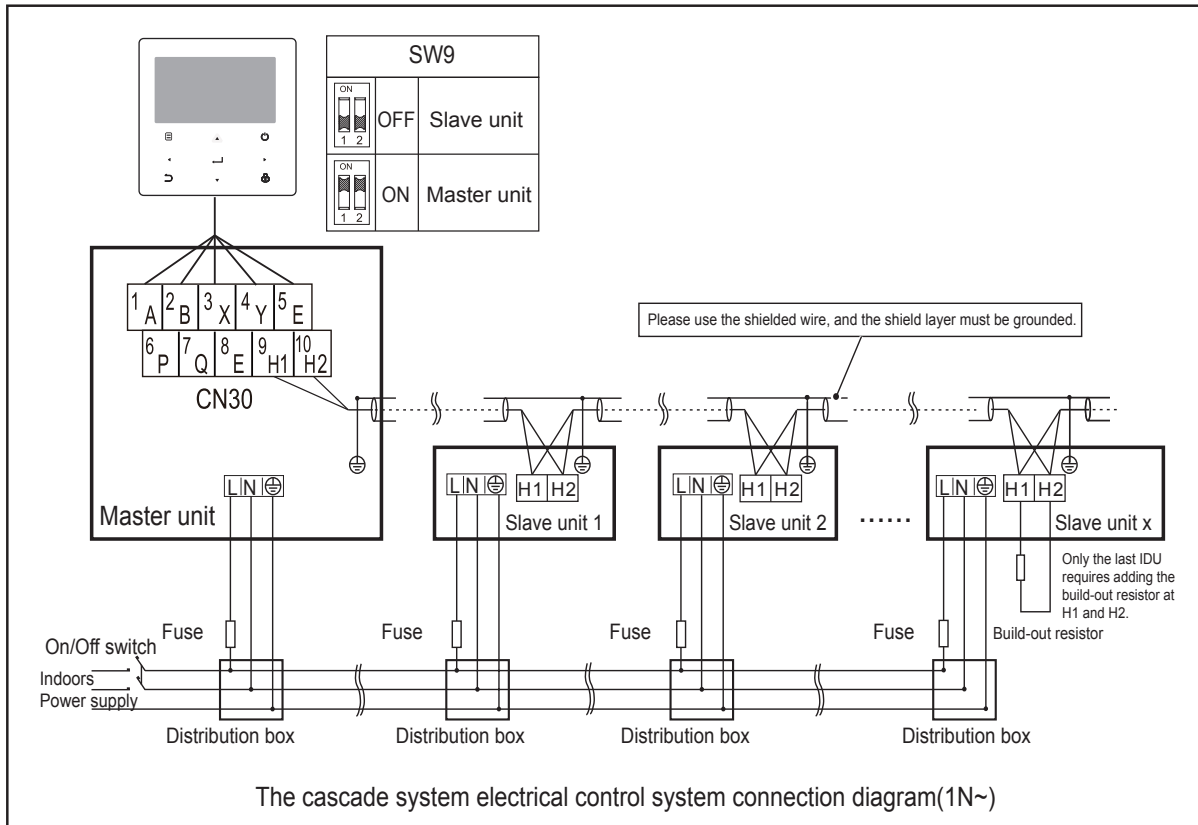 SW9
ON
1 2
OFF
Slave unit
ON
1 2
ON
Master unit
1 A
2 B
3 X
4 Y
5 E
6 P
7 Q
8 E
9 H1
10 H2
CN30
Please use the shielded wire, and the shield layer must be grounded.
L N
Master unit
L N
H1 H2
Slave unit 1
L N
H1 H2
Slave unit 2
......
L N
H1 H2
Slave unit x
Only the last IDU
requires adding the
build-out resistor at
H1 and H2.
Build-out resistor
Fuse
Fuse
Fuse
Fuse
On/Off switch
Indoors
Power supply
Distribution box
Distribution box
Distribution box
Distribution box
The cascade system electrical control system connection diagram(1N~)